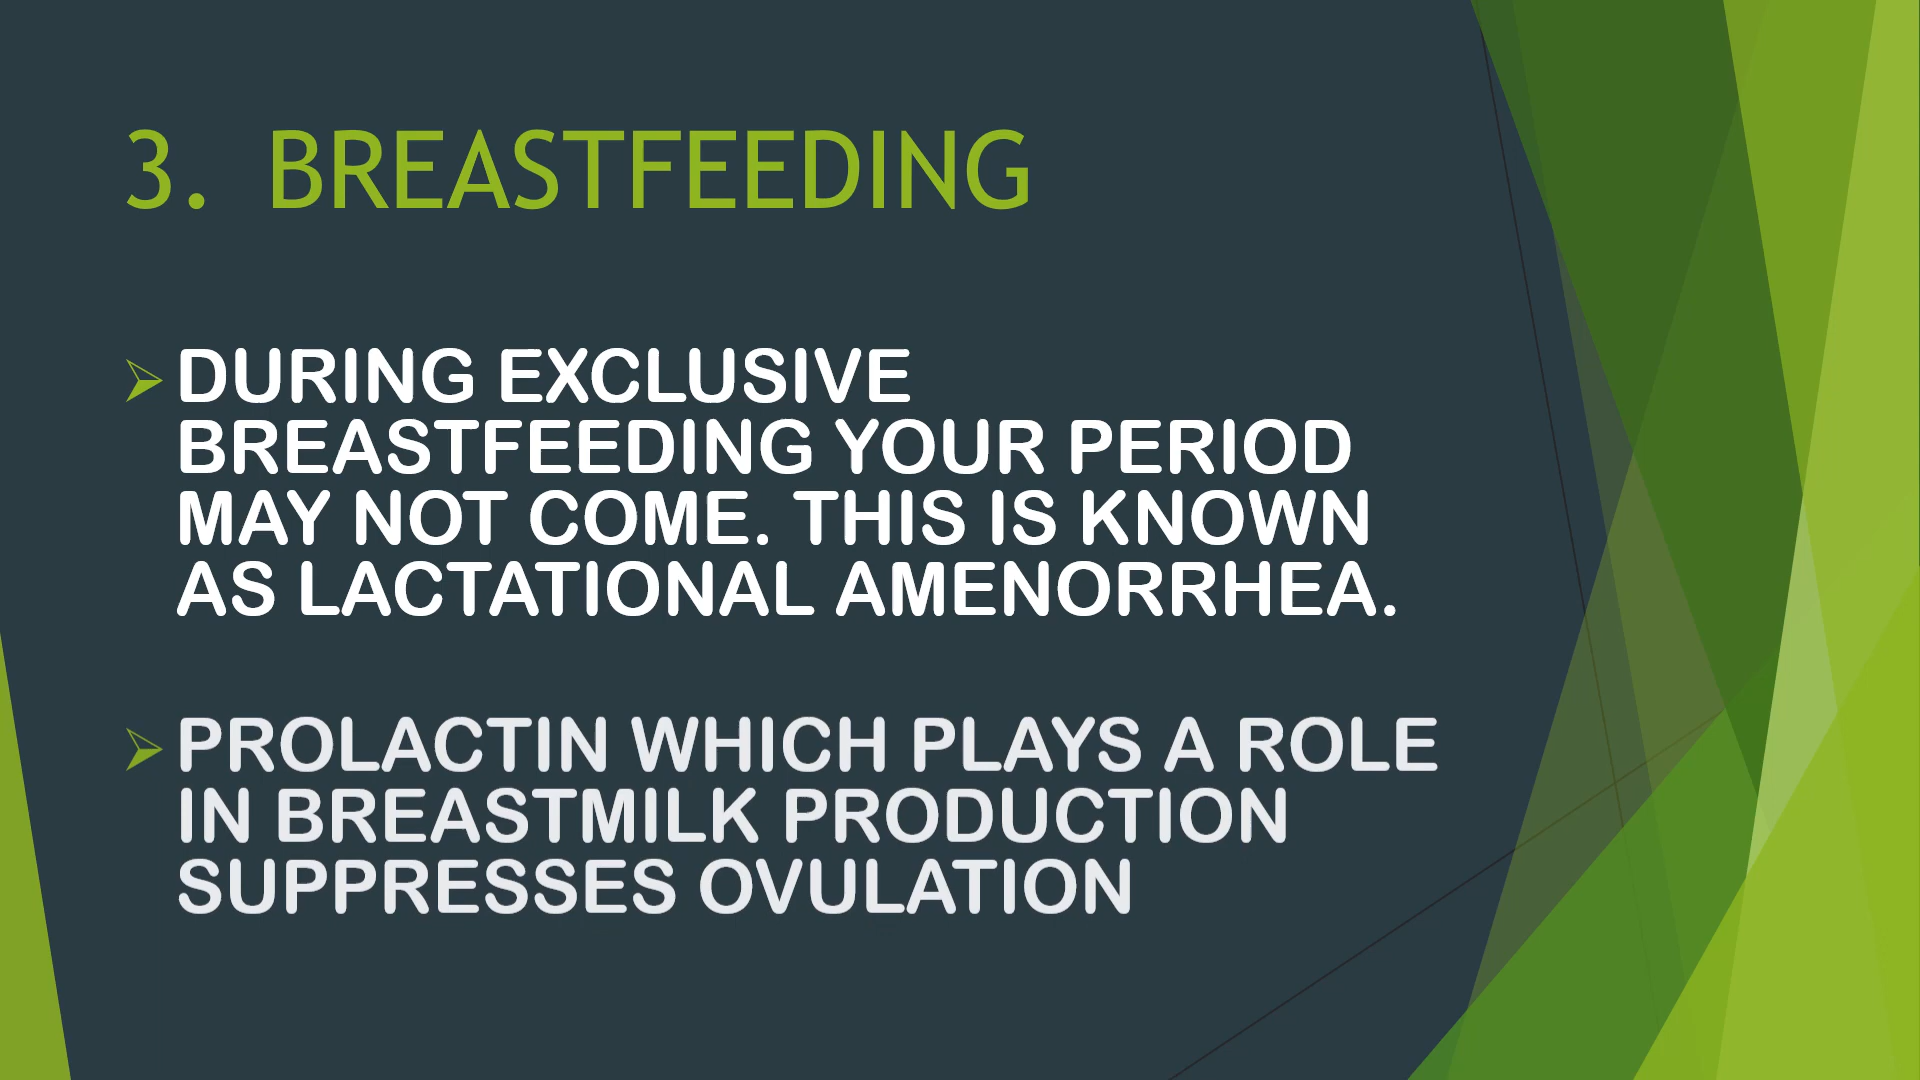 3. BREASTFEEDING
DURING EXCLUSIVE
BREASTFEEDING YOUR PERIOD
MAY NOT COME. THIS IS KNOWN
AS LACTATIONAL AMENORRHEA.
PROLACTIN WHICH PLAYS A ROLE
IN BREASTMILK PRODUCTION
SUPPRESSES OVULATION